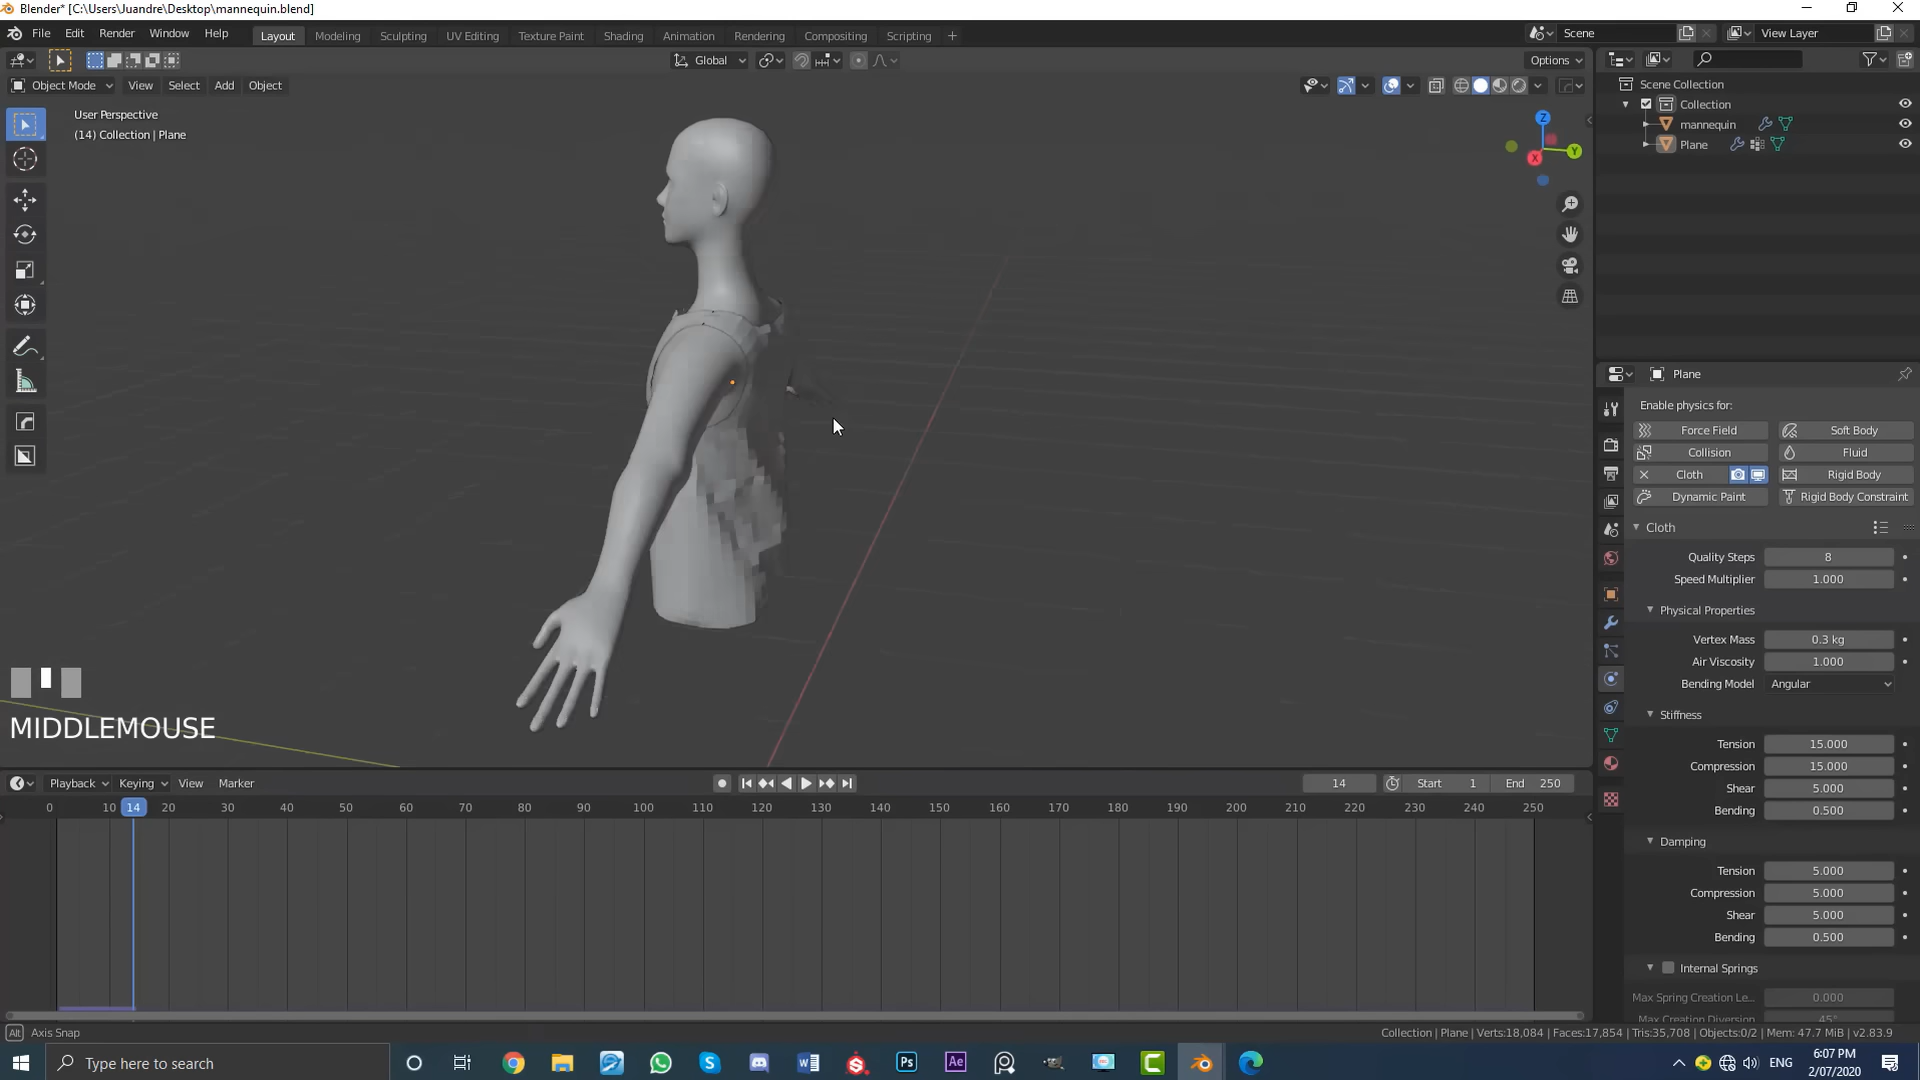 Blender* [C:\Users\Juandre\Desktop\mannequin.blend]
File Edit Render Window Help Layout Modeling Sculpting UV Editing Texture Paint Shading Animation Rendering Compositing Scripting + Scene View Layer
Global Options
Object Mode View Select Add Object
User Perspective
(14) Collection | Plane
Z
Y
X
Scene Collection
Collection
mannequin
Plane
Plane
Enable physics for:
Force Field Soft Body
Collision Fluid
Cloth Rigid Body
Dynamic Paint Rigid Body Constraint
Cloth
Quality Steps 8
Speed Multiplier 1.000
Physical Properties
Vertex Mass 0.3 kg
Air Viscosity 1.000
Bending Model Angular
Stiffness
Tension 15.000
Compression 15.000
Shear 5.000
Bending 0.500
Damping
Tension 5.000
Compression 5.000
Shear 5.000
Bending 0.500
Internal Springs
Max Spring Creation Le... 0.000
Max Creation Diversion 45°
MIDDLEMOUSE
Playback Keying View Marker 14 Start 1 End 250
0 10 14 20 30 40 50 60 70 80 90 100 110 120 130 140 150 160 170 180 190 200 210 220 230 240 250
Alt Axis Snap
Collection | Plane | Verts:18,084 | Faces:17,854 | Tris:35,708 | Objects:0/2 | Mem: 47.7 MiB | v2.83.9
Type here to search
ENG
6:07 PM
2/07/2020